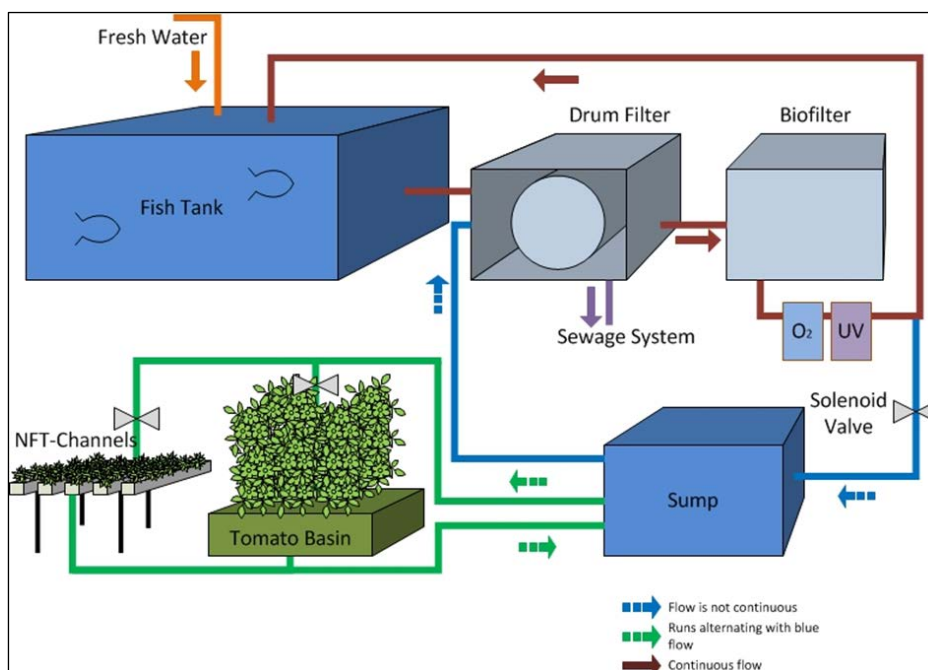 Fresh Water
Drum Filter
Biofilter
Fish Tank
Sewage System
O₂
UV
Solenoid
Valve
NFT-Channels
Tomato Basin
Sump
Flow is not continuous
Runs alternating with blue
flow
Continuous flow